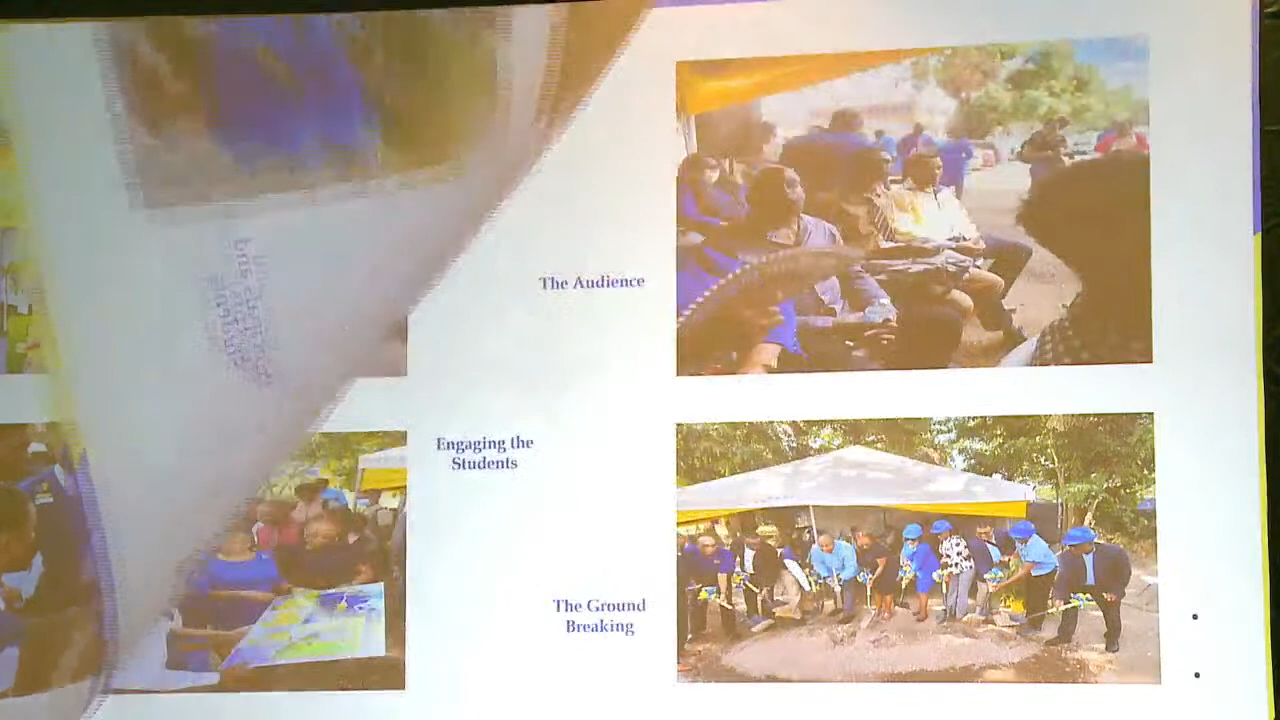 The Audience
Engaging the
Students
The Ground
Breaking